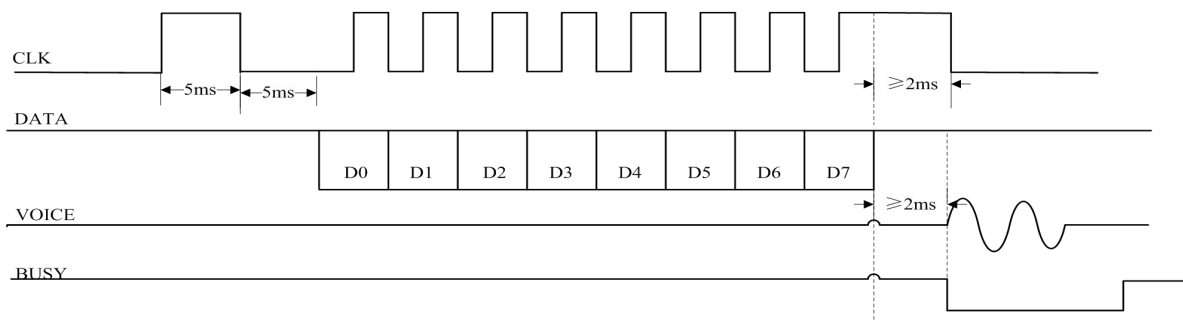 CLK
5ms 5ms ≥2ms
DATA
D0 D1 D2 D3 D4 D5 D6 D7
≥2ms
VOICE
BUSY